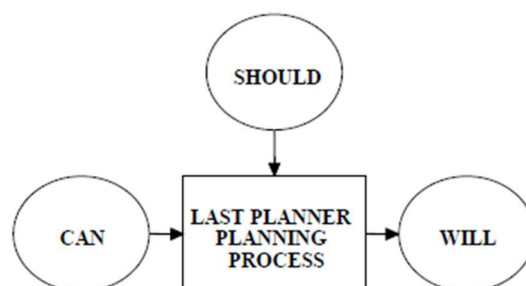 SHOULD
CAN
LAST PLANNER
PLANNING
PROCESS
WILL